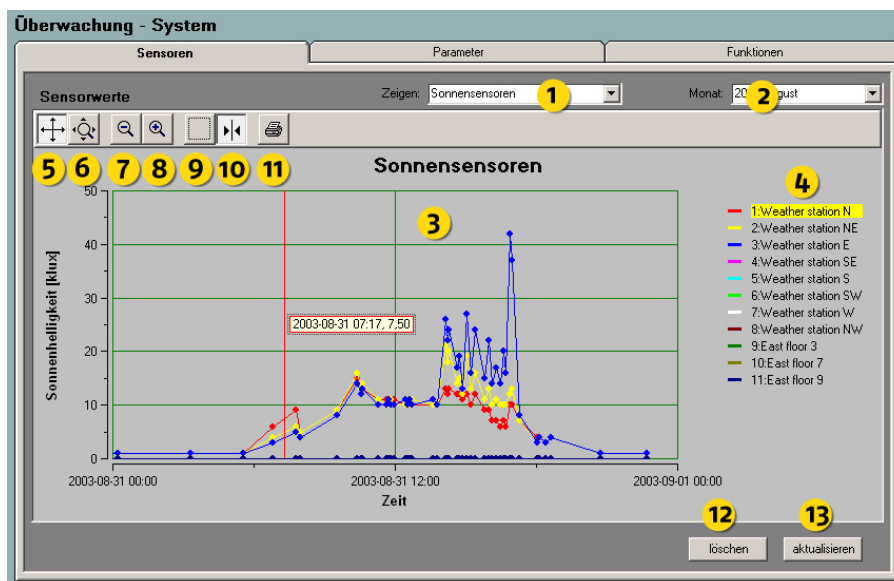 Überwachung - System
Sensoren Parameter Funktionen
Sensorwerte Zeigen: Sonnensensoren 1 Monat: 2
5 6 7 8 9 10 11
Sonnensensoren
3
4
Sonnenhelligkeit [klux]
50
40
30
20
10
0
2003-08-31 07:17, 7,50
2003-08-31 00:00 2003-08-31 12:00 2003-09-01 00:00
Zeit
1:Weather station N
2:Weather station NE
3:Weather station E
4:Weather station SE
5:Weather station S
6:Weather station SW
7:Weather station W
8:Weather station NW
9:East floor 3
10:East floor 7
11:East floor 9
12 13
löschen aktualisieren